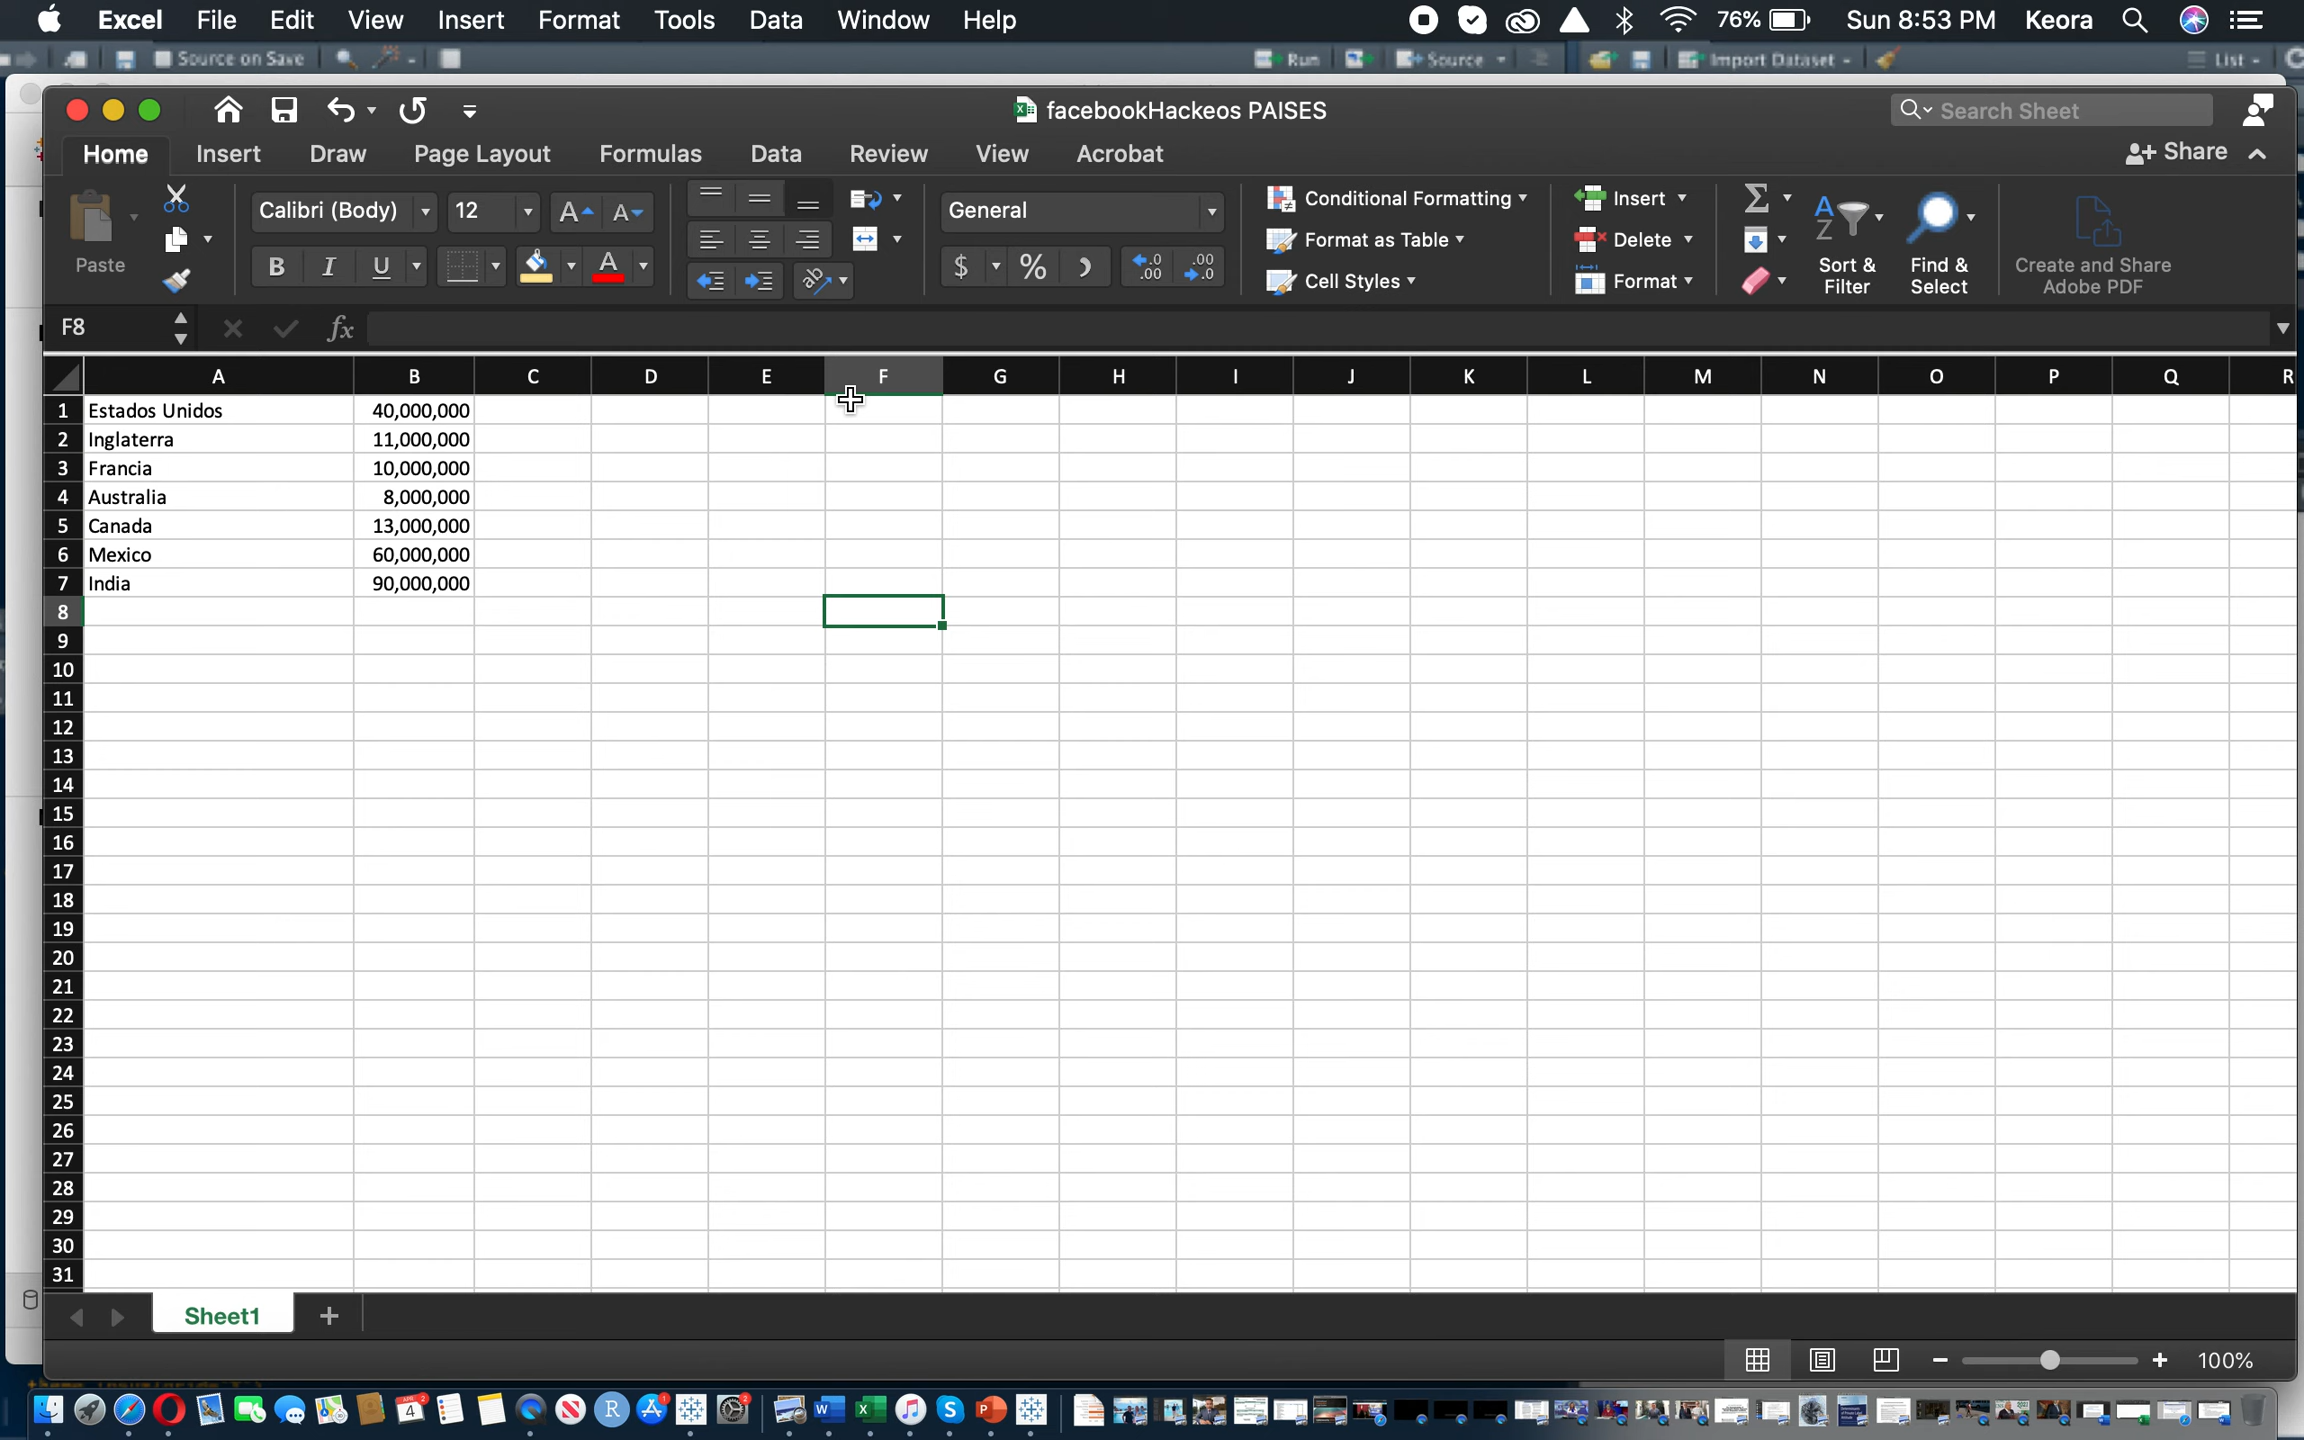 Excel File Edit View Insert Format Tools Data Window Help 76% Sun 8:53 PM Keora
Source on Save Run Source Import Dataset List
facebookHackeos PAISES Search Sheet
Home Insert Draw Page Layout Formulas Data Review View Acrobat Share
Paste Calibri (Body) 12 General Conditional Formatting Insert
Format as Table Delete
Cell Styles Format
Sort & Filter
Find & Select
Create and Share Adobe PDF
B I U A $ %
F8 fx
A B C D E F G H I J K L M N O P Q R
1 Estados Unidos 40,000,000
2 Inglaterra 11,000,000
3 Francia 10,000,000
4 Australia 8,000,000
5 Canada 13,000,000
6 Mexico 60,000,000
7 India 90,000,000
8
9
10
11
12
13
14
15
16
17
18
19
20
21
22
23
24
25
26
27
28
29
30
31
Sheet1 +
100%